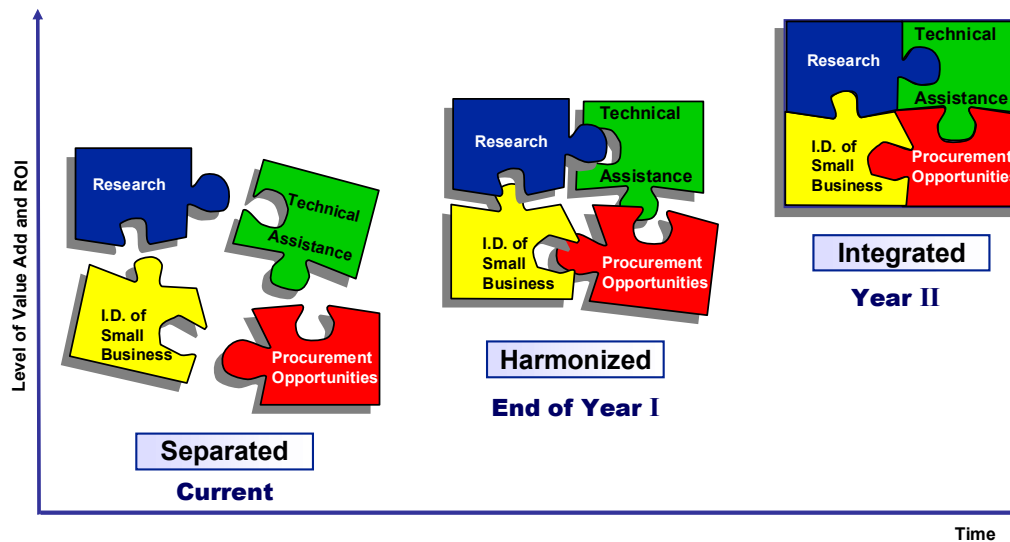 Level of Value Add and ROI
Research
Technical
Assistance
I.D. of
Small
Business
Procurement
Opportunities
Separated
Current
Research
Technical
Assistance
I.D. of
Small
Business
Procurement
Opportunities
Harmonized
End of Year I
Research
Technical
Assistance
I.D. of
Small
Business
Procurement
Opportunities
Integrated
Year II
Time